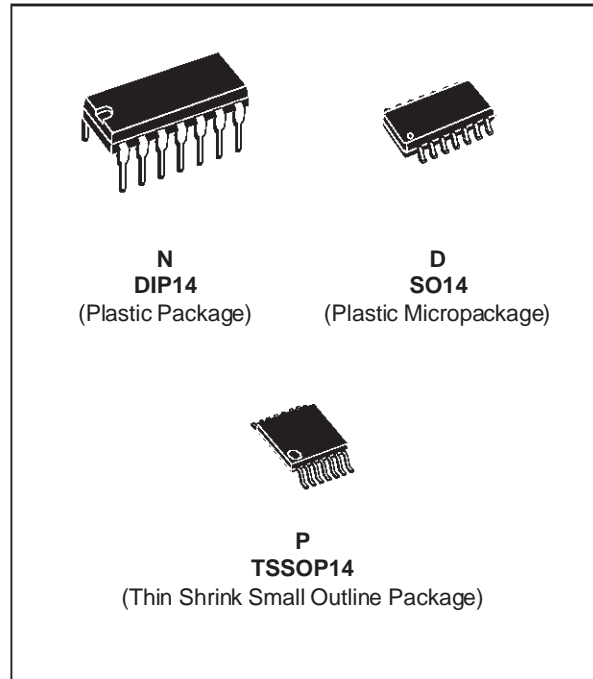 N
DIP14
(Plastic Package)
D
SO14
(Plastic Micropackage)
P
TSSOP14
(Thin Shrink Small Outline Package)